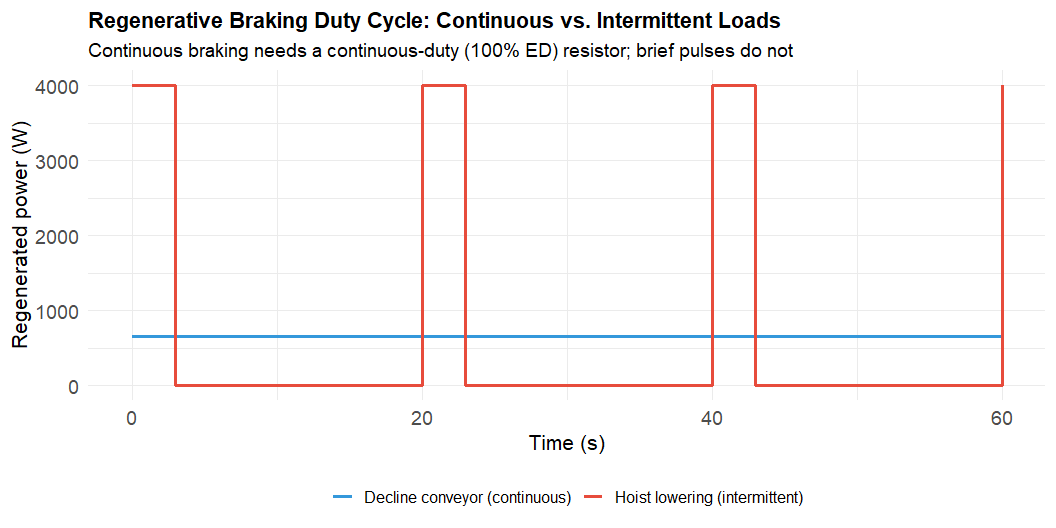 Regenerative Braking Duty Cycle: Continuous vs. Intermittent Loads
Continuous braking needs a continuous-duty (100% ED) resistor; brief pulses do not
Regenerated power (W)
4000
3000
2000
1000
0
0 20 40 60
Time (s)
Decline conveyor (continuous) Hoist lowering (intermittent)